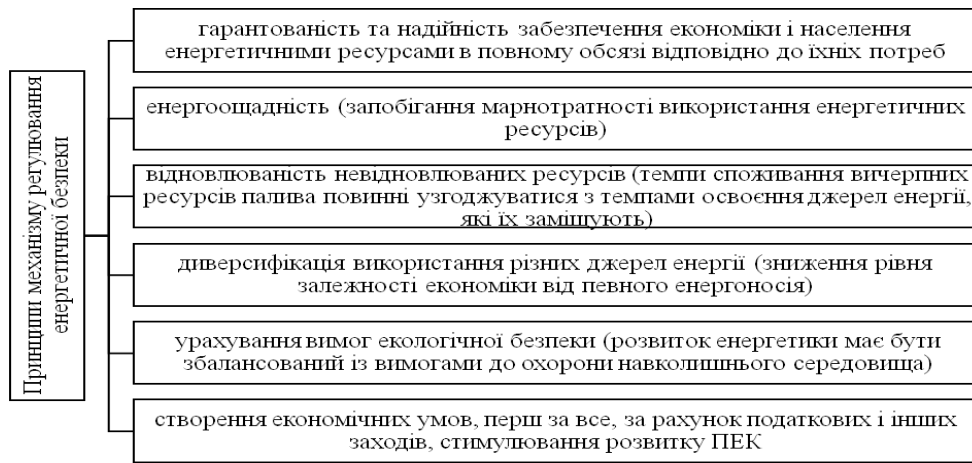 Принципи механізму регулювання
енергетичної безпеки
гарантованість та надійність забезпечення економіки і населення
енергетичними ресурсами в повному обсязі відповідно до їхніх потреб
енергоощадність (запобігання марнотратності використання енергетичних
ресурсів)
відновлюваність невідновлюваних ресурсів (темпи споживання вичерпних
ресурсів палива повинні узгоджуватися з темпами освоєння джерел енергії,
які їх заміщують)
диверсифікація використання різних джерел енергії (зниження рівня
залежності економіки від певного енергоносія)
урахування вимог екологічної безпеки (розвиток енергетики має бути
збалансований із вимогами до охорони навколишнього середовища)
створення економічних умов, перш за все, за рахунок податкових і інших
заходів, стимулювання розвитку ПЕК